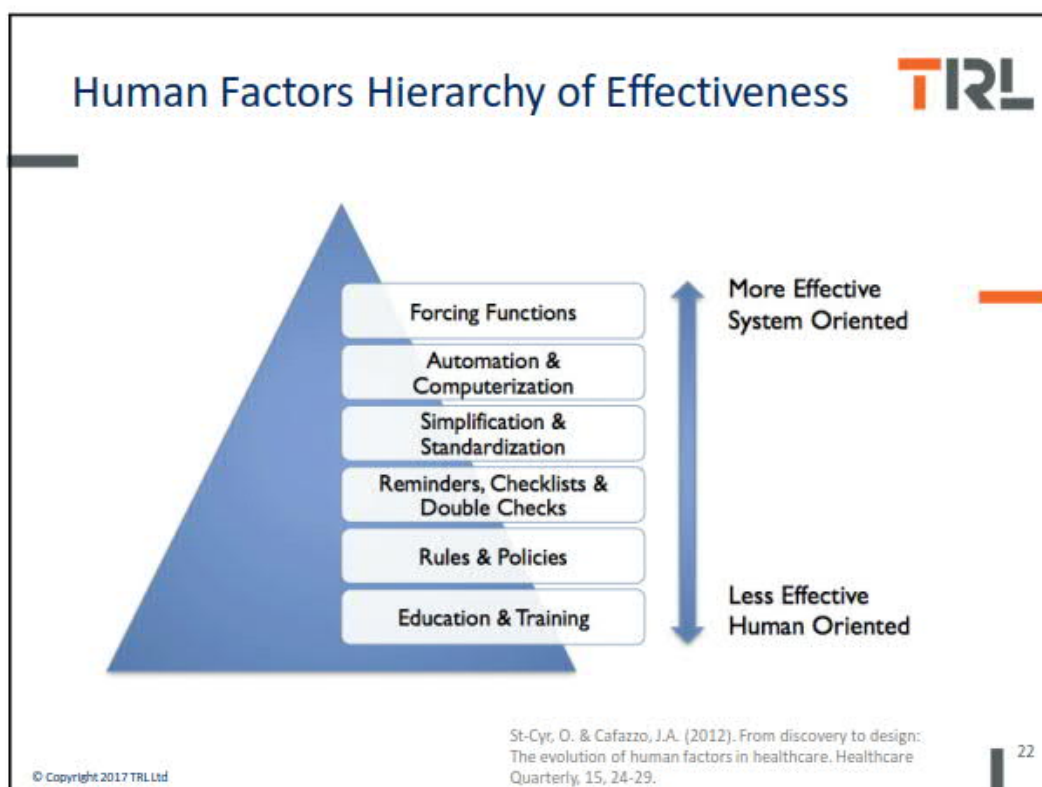 Human Factors Hierarchy of Effectiveness
TRL
Forcing Functions
Automation &
Computerization
Simplification &
Standardization
Reminders, Checklists &
Double Checks
Rules & Policies
Education & Training
More Effective
System Oriented
Less Effective
Human Oriented
St-Cyr, O. & Cafazzo, J.A. (2012). From discovery to design:
The evolution of human factors in healthcare. Healthcare
Quarterly, 15, 24-29.
22
© Copyright 2017 TRL Ltd